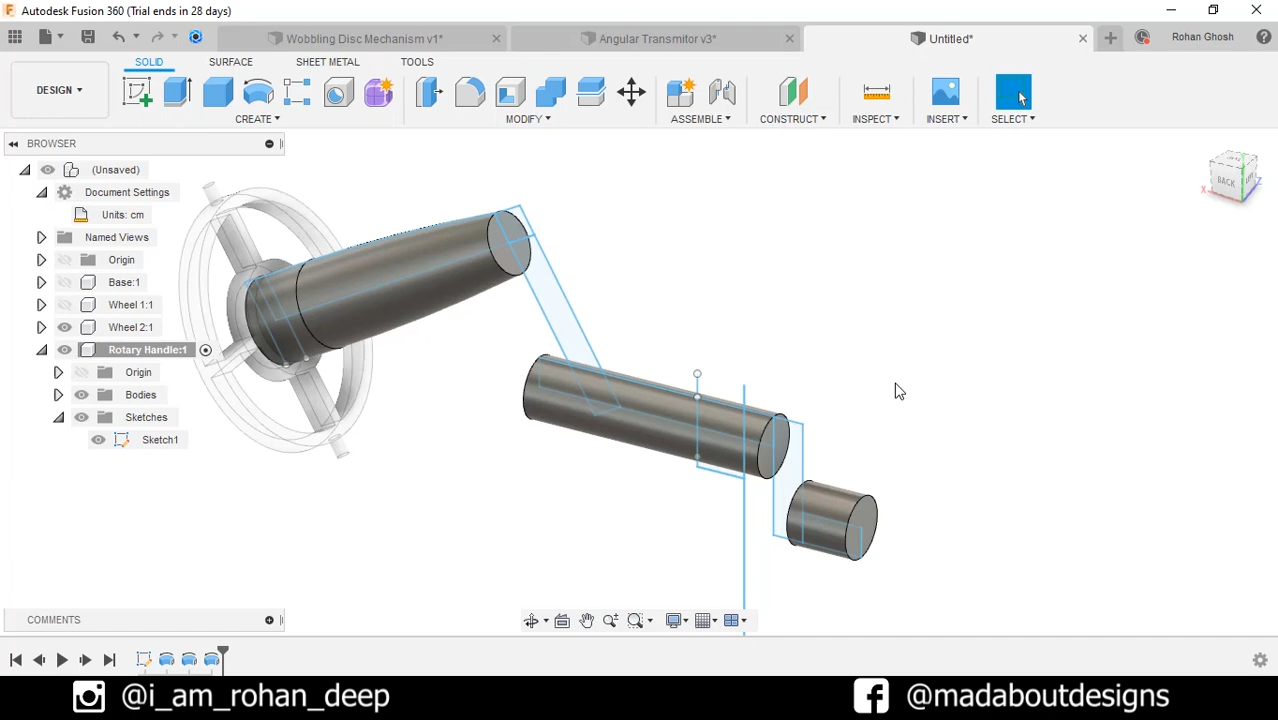 Autodesk Fusion 360 (Trial ends in 28 days)
Wobbling Disc Mechanism v1*
Angular Transmitor v3*
Untitled*
Rohan Ghosh
SOLID SURFACE SHEET METAL TOOLS
DESIGN
CREATE MODIFY ASSEMBLE CONSTRUCT INSPECT INSERT SELECT
BROWSER
(Unsaved)
Document Settings
Units: cm
Named Views
Origin
Base:1
Wheel 1:1
Wheel 2:1
Rotary Handle:1
Origin
Bodies
Sketches
Sketch1
BACK
X
Z
COMMENTS
@i_am_rohan_deep @madaboutdesigns